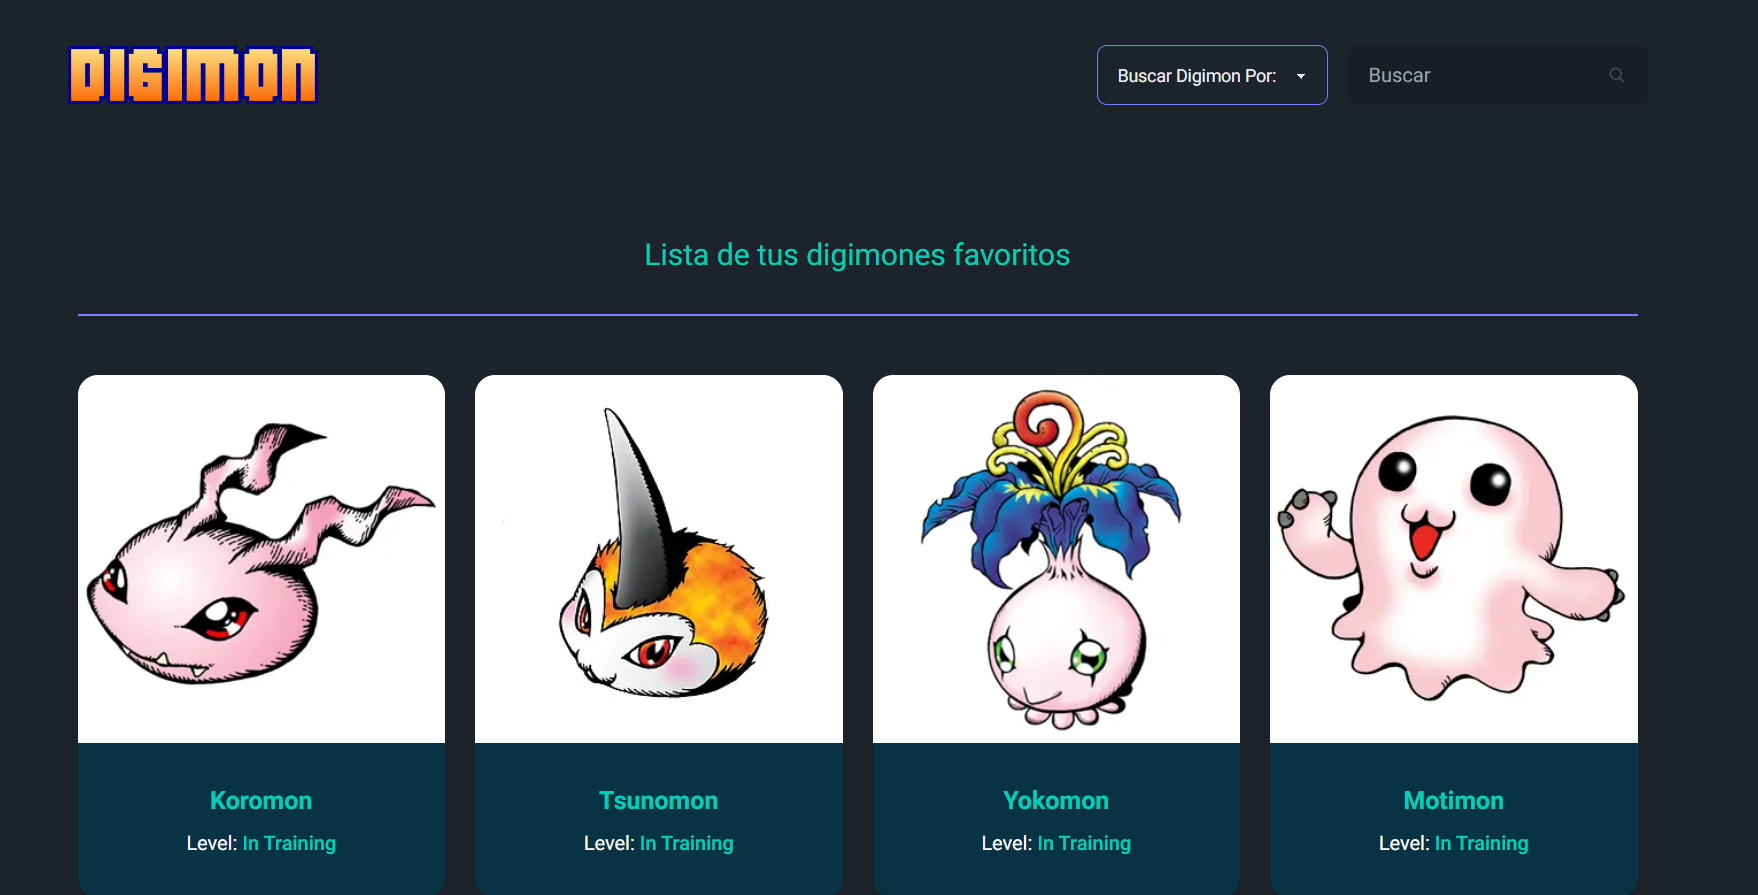 DIGIMON
Buscar Digimon Por:
Buscar
Lista de tus digimones favoritos
Koromon
Level: In Training
Tsunomon
Level: In Training
Yokomon
Level: In Training
Motimon
Level: In Training